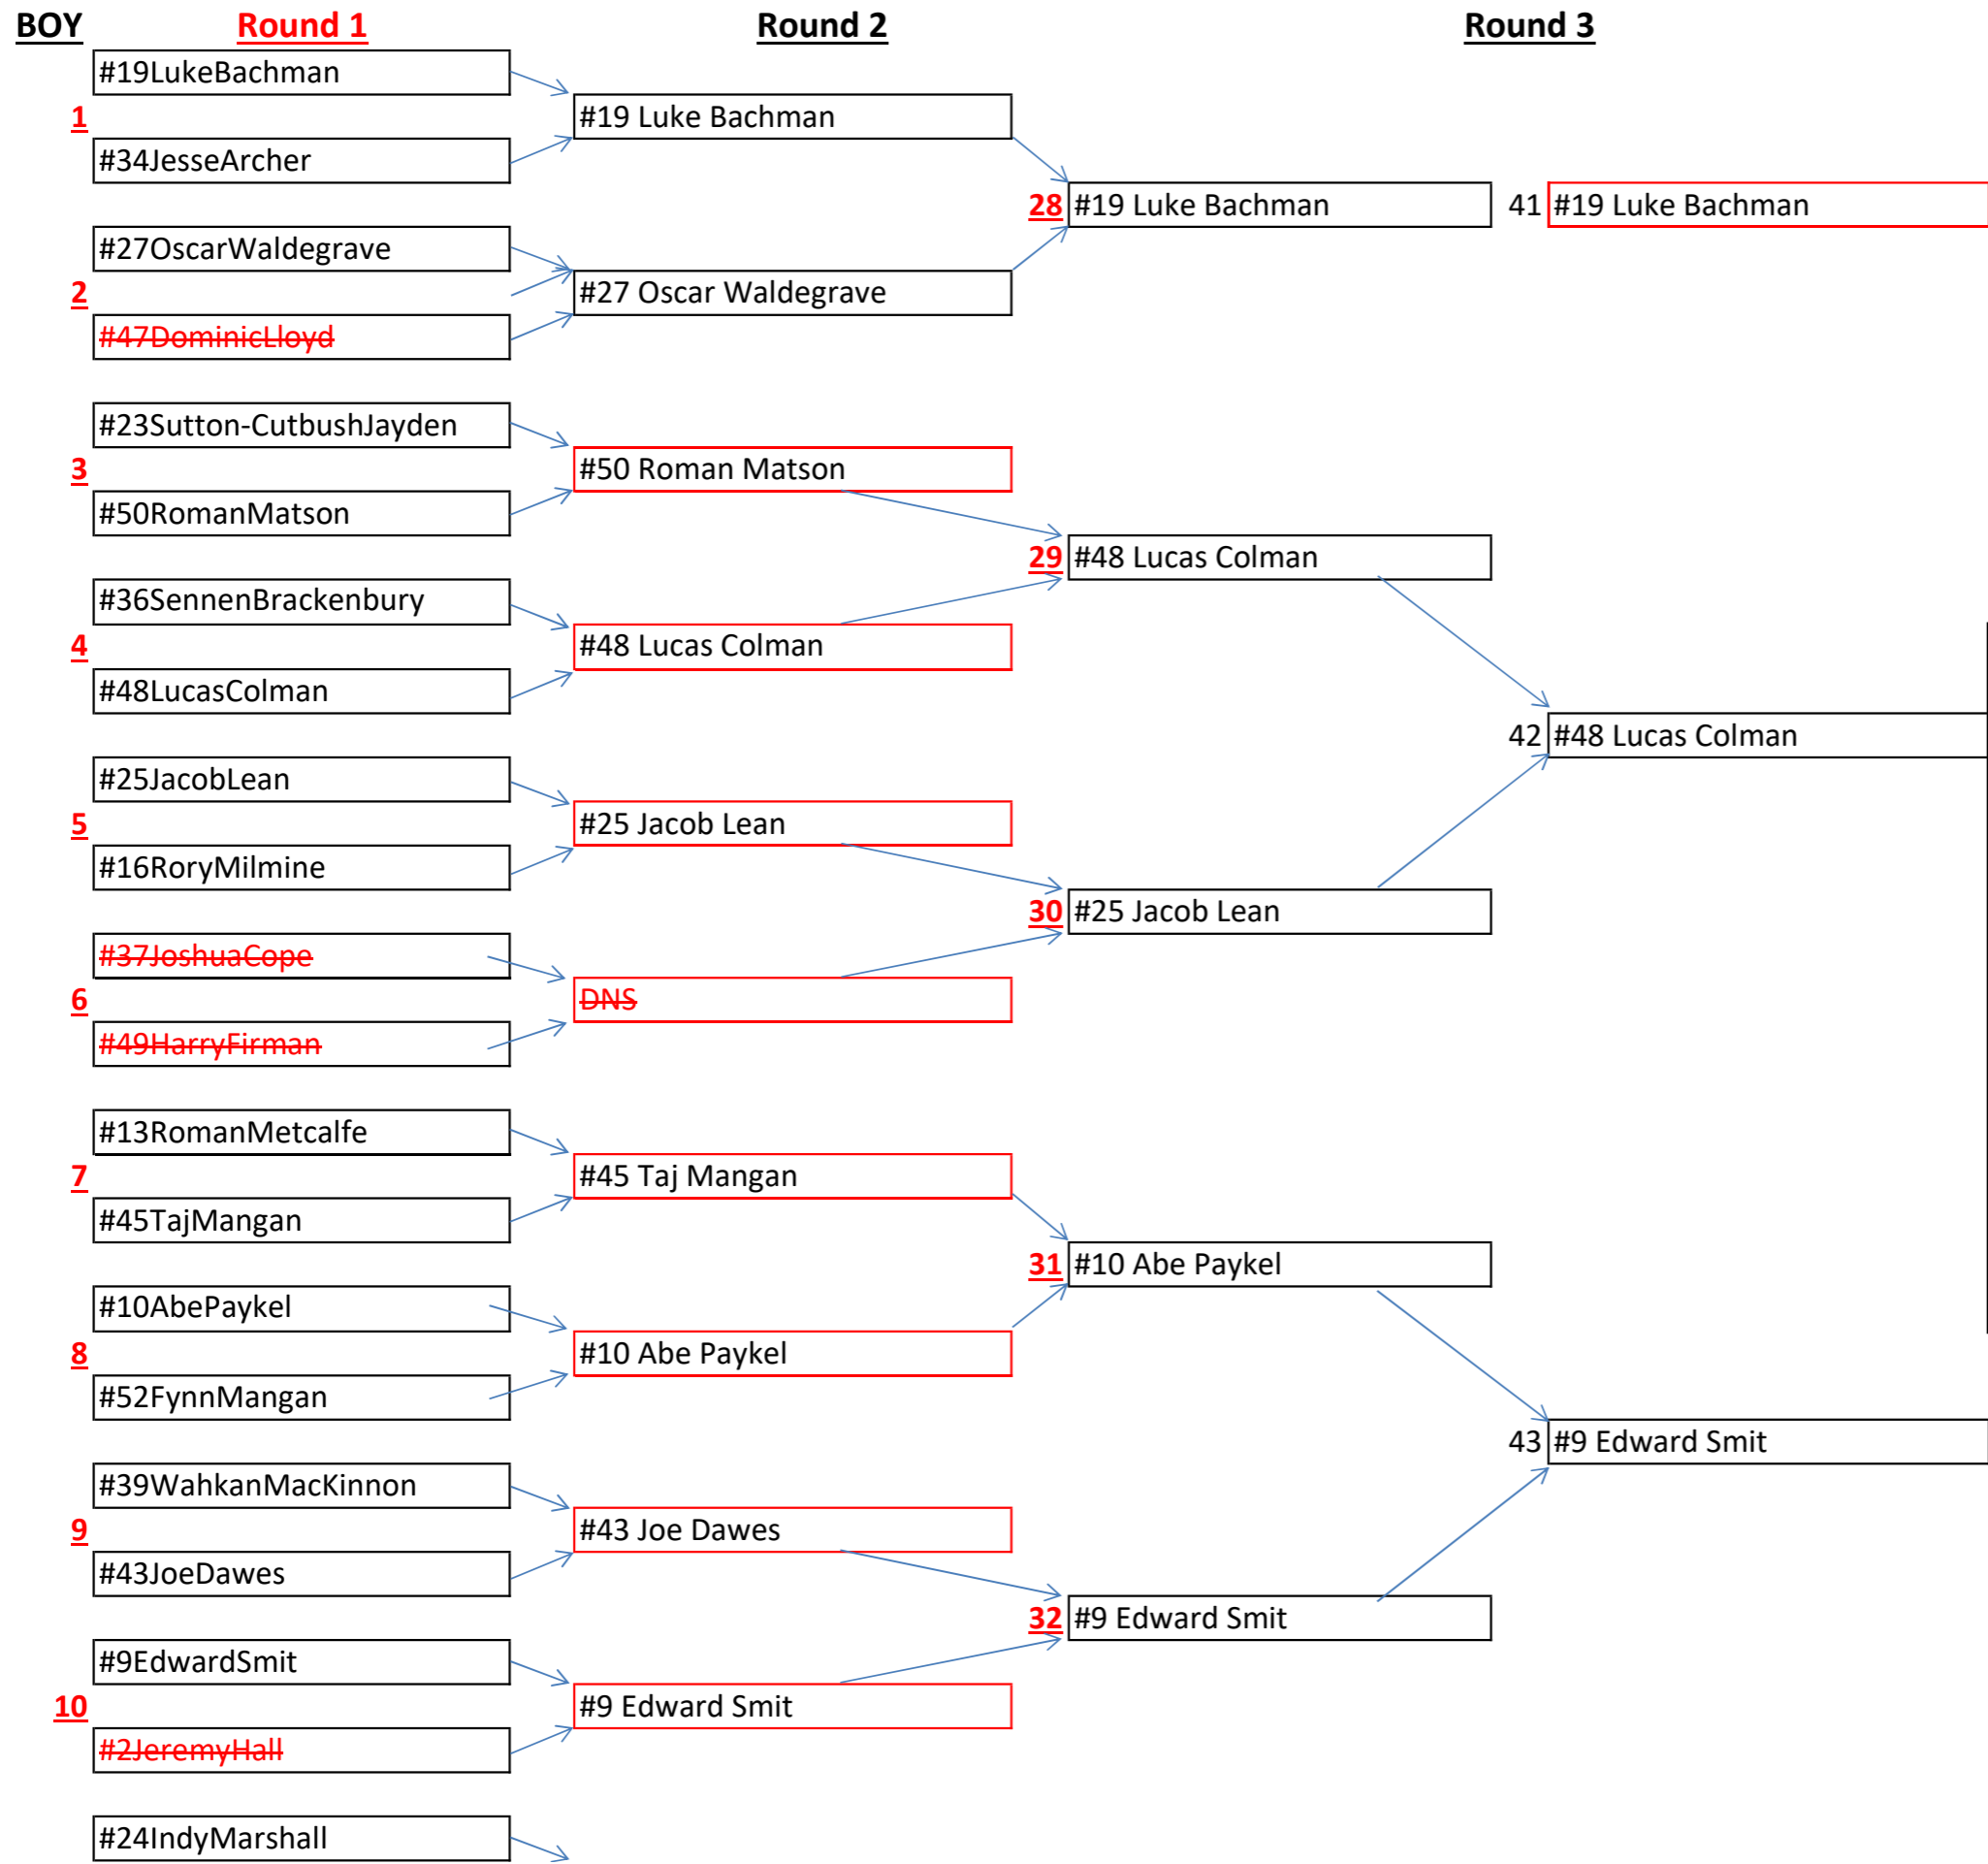 BOY Round 1 Round 2 Round 3
#19LukeBachman
1 #19 Luke Bachman
#34JesseArcher
28 #19 Luke Bachman 41 #19 Luke Bachman
#27OscarWaldegrave
2 #27 Oscar Waldegrave
#47DominicLloyd
#23Sutton-CutbushJayden
3 #50 Roman Matson
#50RomanMatson
29 #48 Lucas Colman
#36SennenBrackenbury
4 #48 Lucas Colman
#48LucasColman
42 #48 Lucas Colman
#25JacobLean
5 #25 Jacob Lean
#16RoryMilmine
30 #25 Jacob Lean
#37JoshuaCope
6 DNS
#49HarryFirman
#13RomanMetcalfe
7 #45 Taj Mangan
#45TajMangan
31 #10 Abe Paykel
#10AbePaykel
8 #10 Abe Paykel
#52FynnMangan
43 #9 Edward Smit
#39WahkanMacKinnon
9 #43 Joe Dawes
#43JoeDawes
32 #9 Edward Smit
#9EdwardSmit
10 #9 Edward Smit
#2JeremyHall
#24IndyMarshall